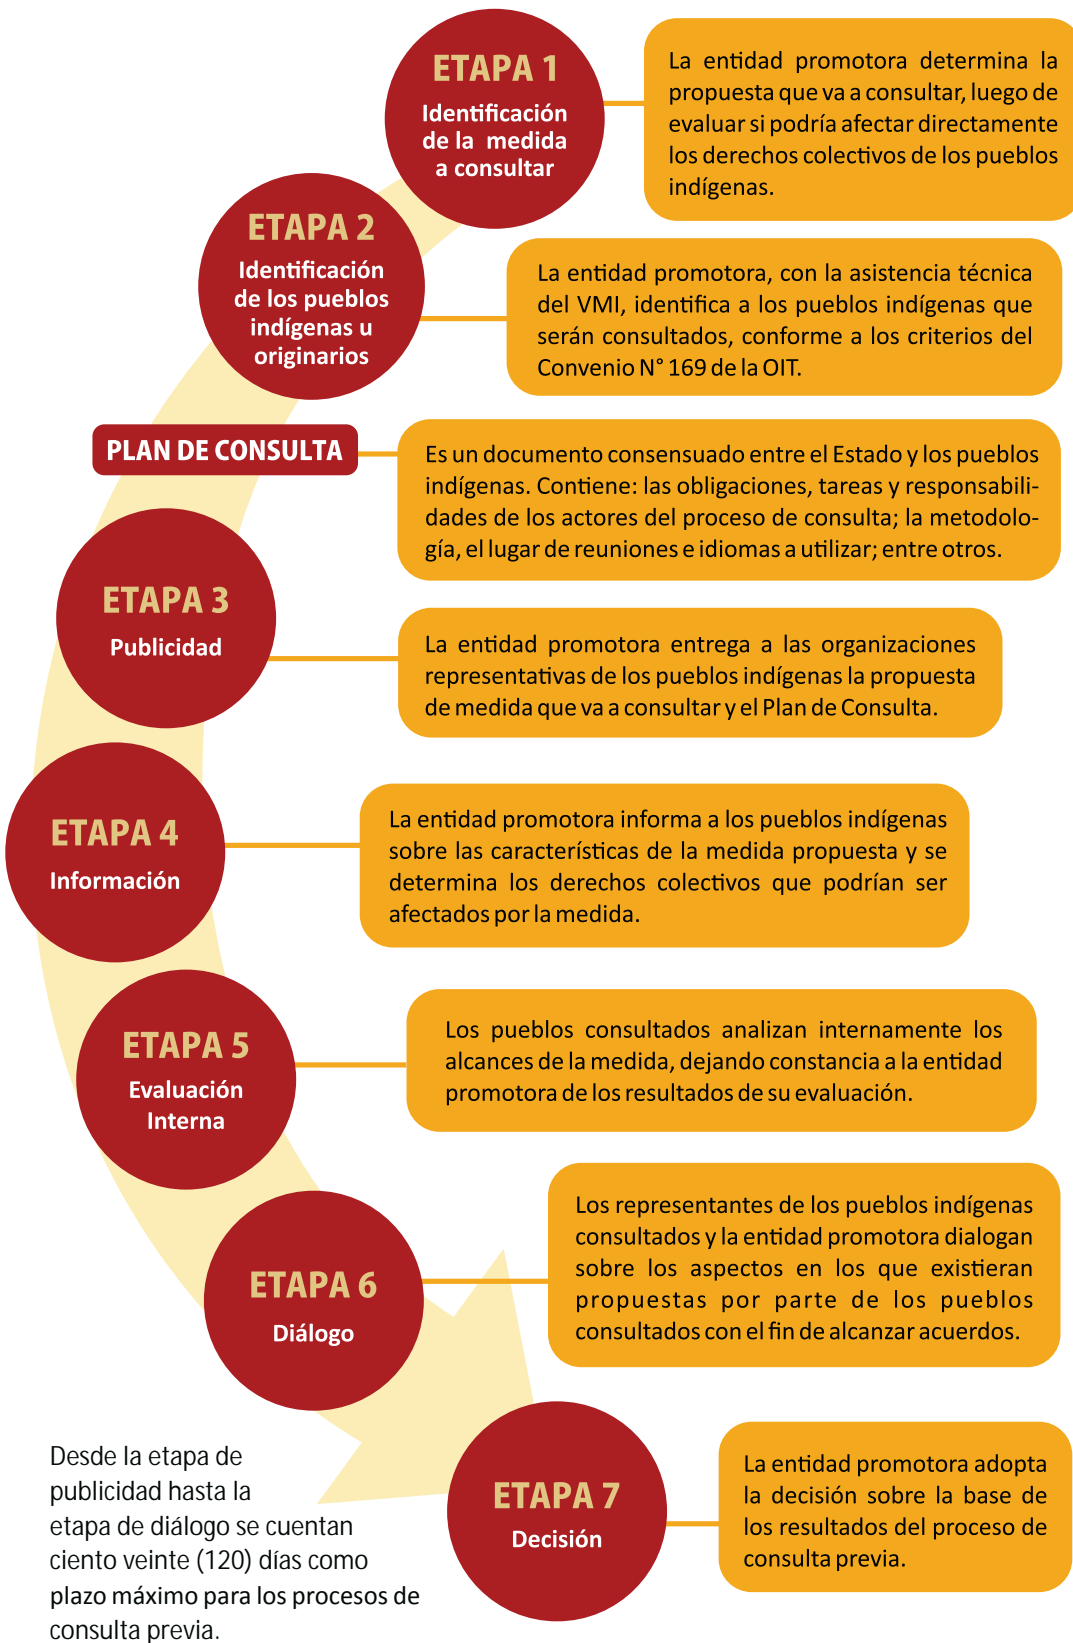 ETAPA 1
Identificación
de la medida
a consultar
La entidad promotora determina la
propuesta que va a consultar, luego de
evaluar si podría afectar directamente
los derechos colectivos de los pueblos
indígenas.
ETAPA 2
Identificación
de los pueblos
indígenas u
originarios
La entidad promotora, con la asistencia técnica
del VMI, identifica a los pueblos indígenas que
serán consultados, conforme a los criterios del
Convenio N° 169 de la OIT.
PLAN DE CONSULTA
Es un documento consensuado entre el Estado y los pueblos
indígenas. Contiene: las obligaciones, tareas y responsabili-
dades de los actores del proceso de consulta; la metodolo-
gía, el lugar de reuniones e idiomas a utilizar; entre otros.
ETAPA 3
Publicidad
La entidad promotora entrega a las organizaciones
representativas de los pueblos indígenas la propuesta
de medida que va a consultar y el Plan de Consulta.
ETAPA 4
Información
La entidad promotora informa a los pueblos indígenas
sobre las características de la medida propuesta y se
determina los derechos colectivos que podrían ser
afectados por la medida.
ETAPA 5
Evaluación
Interna
Los pueblos consultados analizan internamente los
alcances de la medida, dejando constancia a la entidad
promotora de los resultados de su evaluación.
ETAPA 6
Diálogo
Los representantes de los pueblos indígenas
consultados y la entidad promotora dialogan
sobre los aspectos en los que existieran
propuestas por parte de los pueblos
consultados con el fin de alcanzar acuerdos.
ETAPA 7
Decisión
La entidad promotora adopta
la decisión sobre la base de
los resultados del proceso de
consulta previa.
Desde la etapa de
publicidad hasta la
etapa de diálogo se cuentan
ciento veinte (120) días como
plazo máximo para los procesos de
consulta previa.